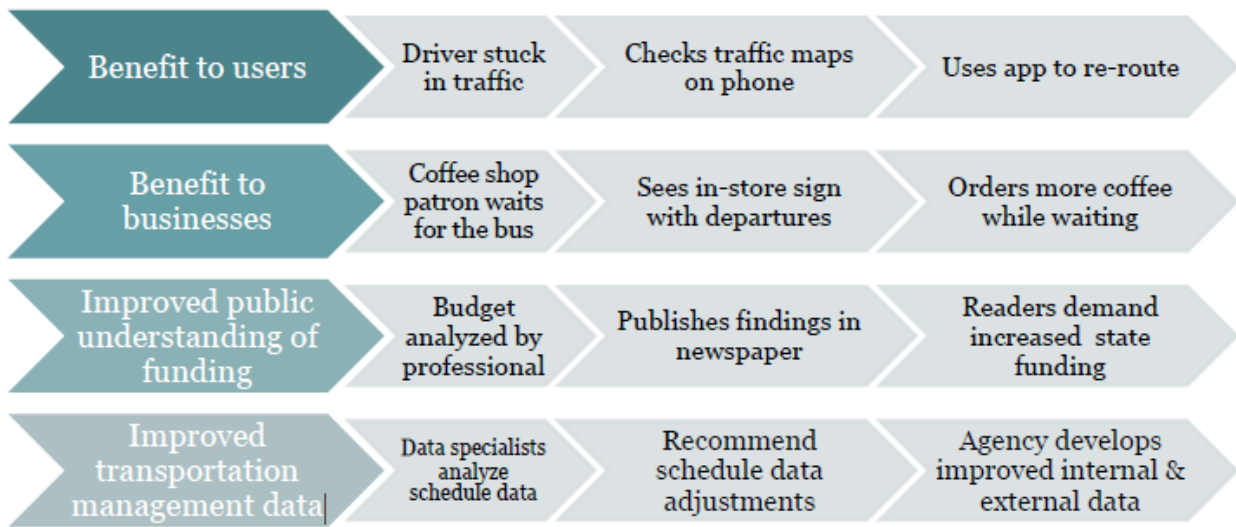 Benefit to users
Driver stuck
in traffic
Checks traffic maps
on phone
Uses app to re-route
Benefit to
businesses
Coffee shop
patron waits
for the bus
Sees in-store sign
with departures
Orders more coffee
while waiting
Improved public
understanding of
funding
Budget
analyzed by
professional
Publishes findings in
newspaper
Readers demand
increased state
funding
Improved
transportation
management data
Data specialists
analyze
schedule data
Recommend
schedule data
adjustments
Agency develops
improved internal &
external data